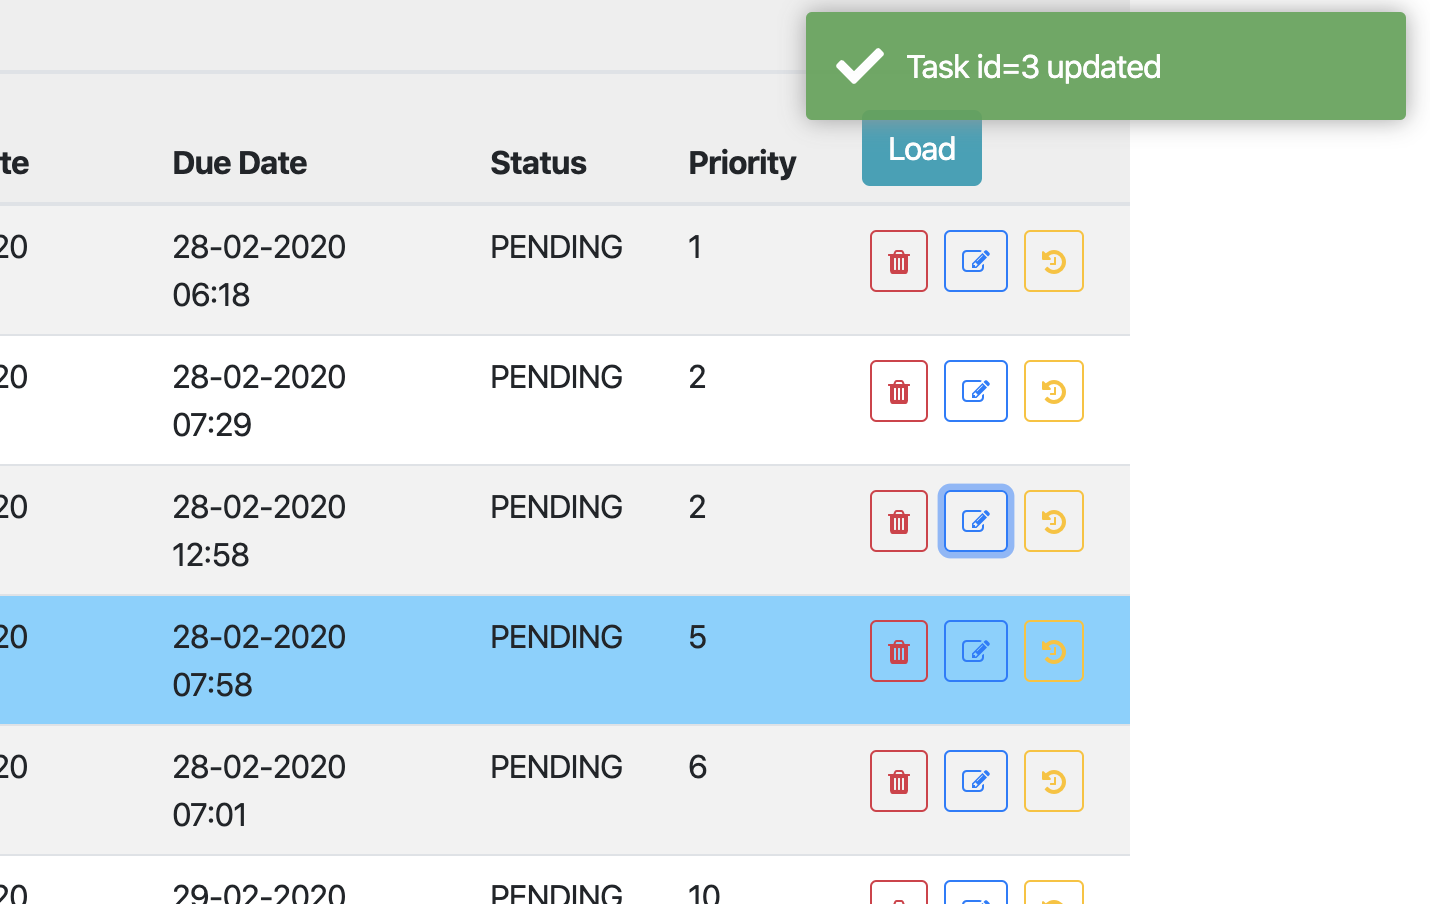 Task id=3 updated
te Due Date Status Priority Load
20 28-02-2020 PENDING 1
06:18
20 28-02-2020 PENDING 2
07:29
20 28-02-2020 PENDING 2
12:58
20 28-02-2020 PENDING 5
07:58
20 28-02-2020 PENDING 6
07:01
20 29-02-2020 PENDING 10